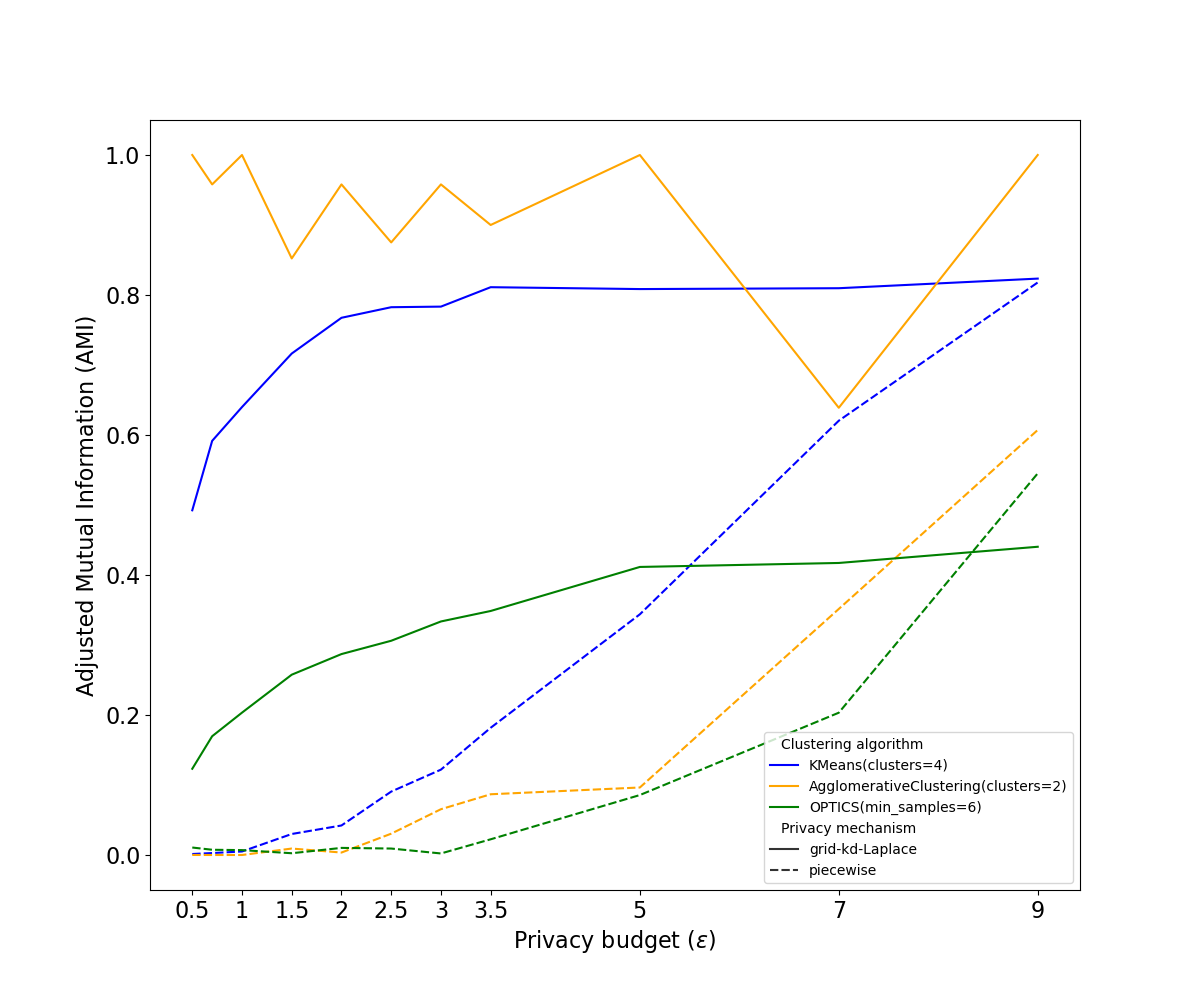 1.0
0.8
0.6
0.4
0.2
0.0
Adjusted Mutual Information (AMI)
0.5 1 1.5 2 2.5 3 3.5 5 7 9
Privacy budget (ε)
Clustering algorithm
KMeans(clusters=4)
AgglomerativeClustering(clusters=2)
OPTICS(min_samples=6)
Privacy mechanism
grid-kd-Laplace
piecewise